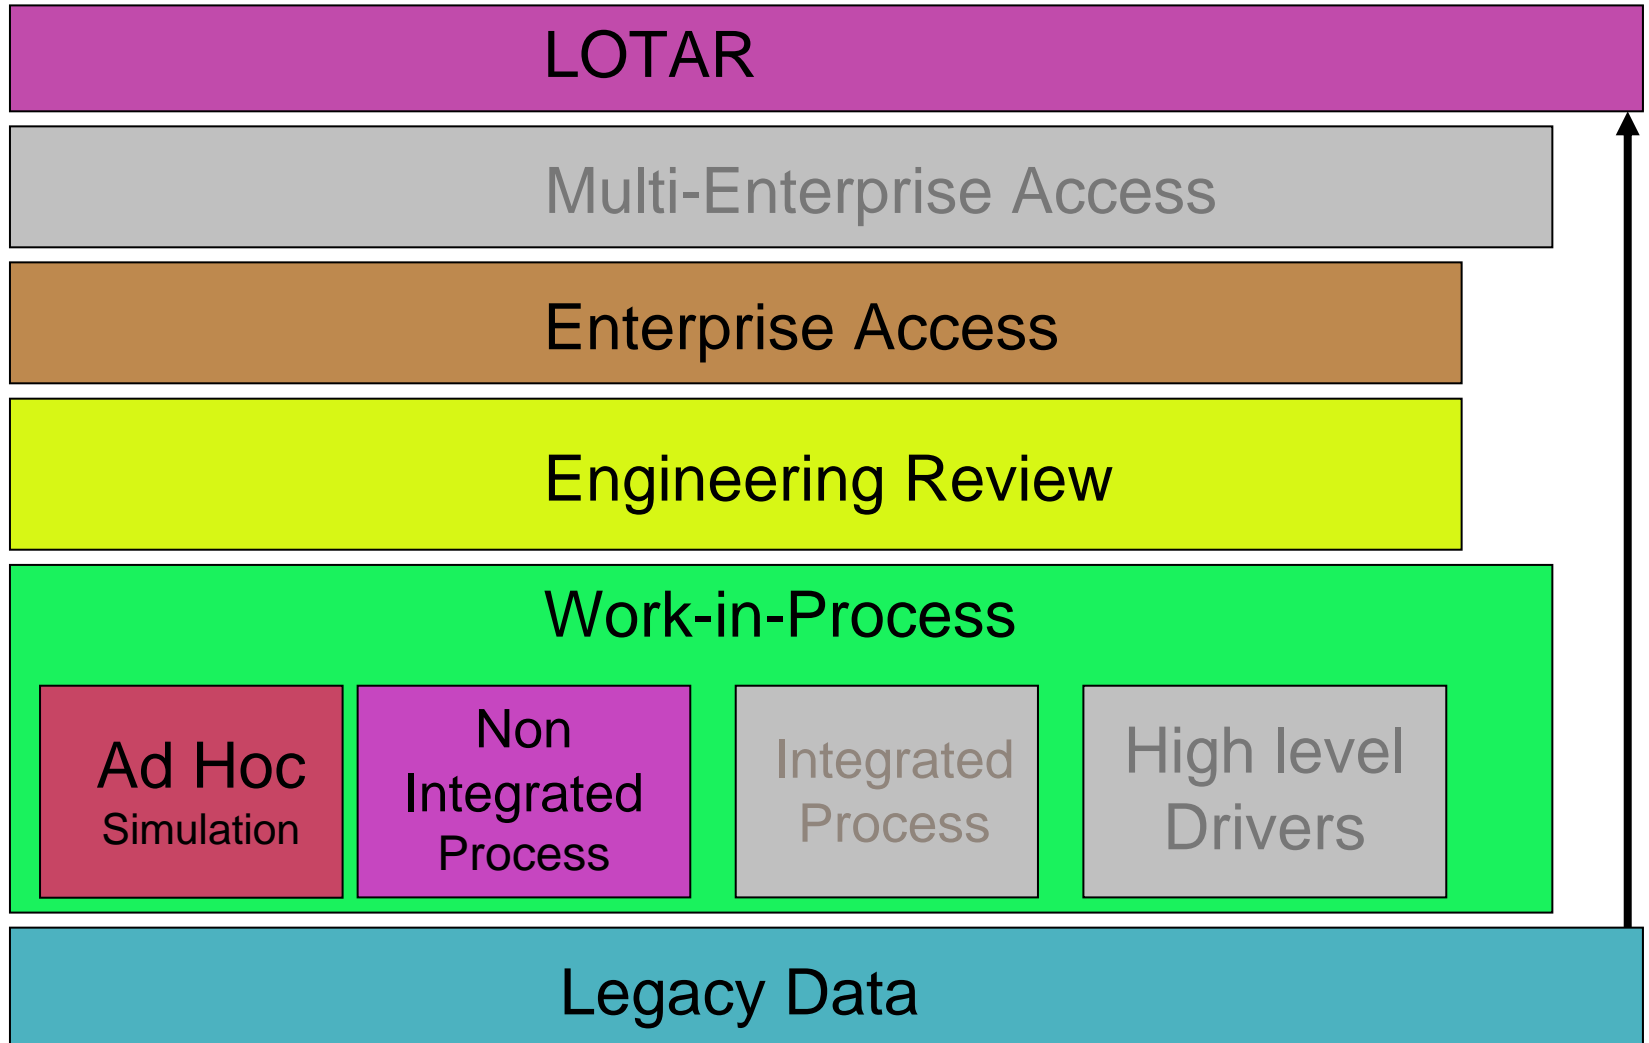 LOTAR
Multi-Enterprise Access
Enterprise Access
Engineering Review
Work-in-Process
Ad Hoc
Simulation
Non
Integrated
Process
Integrated
Process
High level
Drivers
Legacy Data